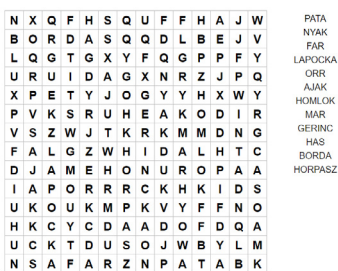 N X Q F H S Q U F F H A J W
B O R D A S Q Q D L B E J V
L Q G T G X Y F Q G P P F Y
U R U I D A G X N R Z J P Q
X P E T Y J O G Y Y H X W Y
P V K S R U H E A K O D I R
V S Z W J T K R K M M D N G
F A L G Z W H I D A L H T C
D J A M E H O N U R O P A A
I A P O R R R C K H K I D S
U K O U K M P K V Y F F N O
H K C Y C D A A D O F D Q A
U C K T D U S O J W B Y L M
N S A F A R Z N P A T A B K
PATA
NYAK
FAR
LAPOCKA
ORR
AJAK
HOMLOK
MAR
GERINC
HAS
BORDA
HORPASZ